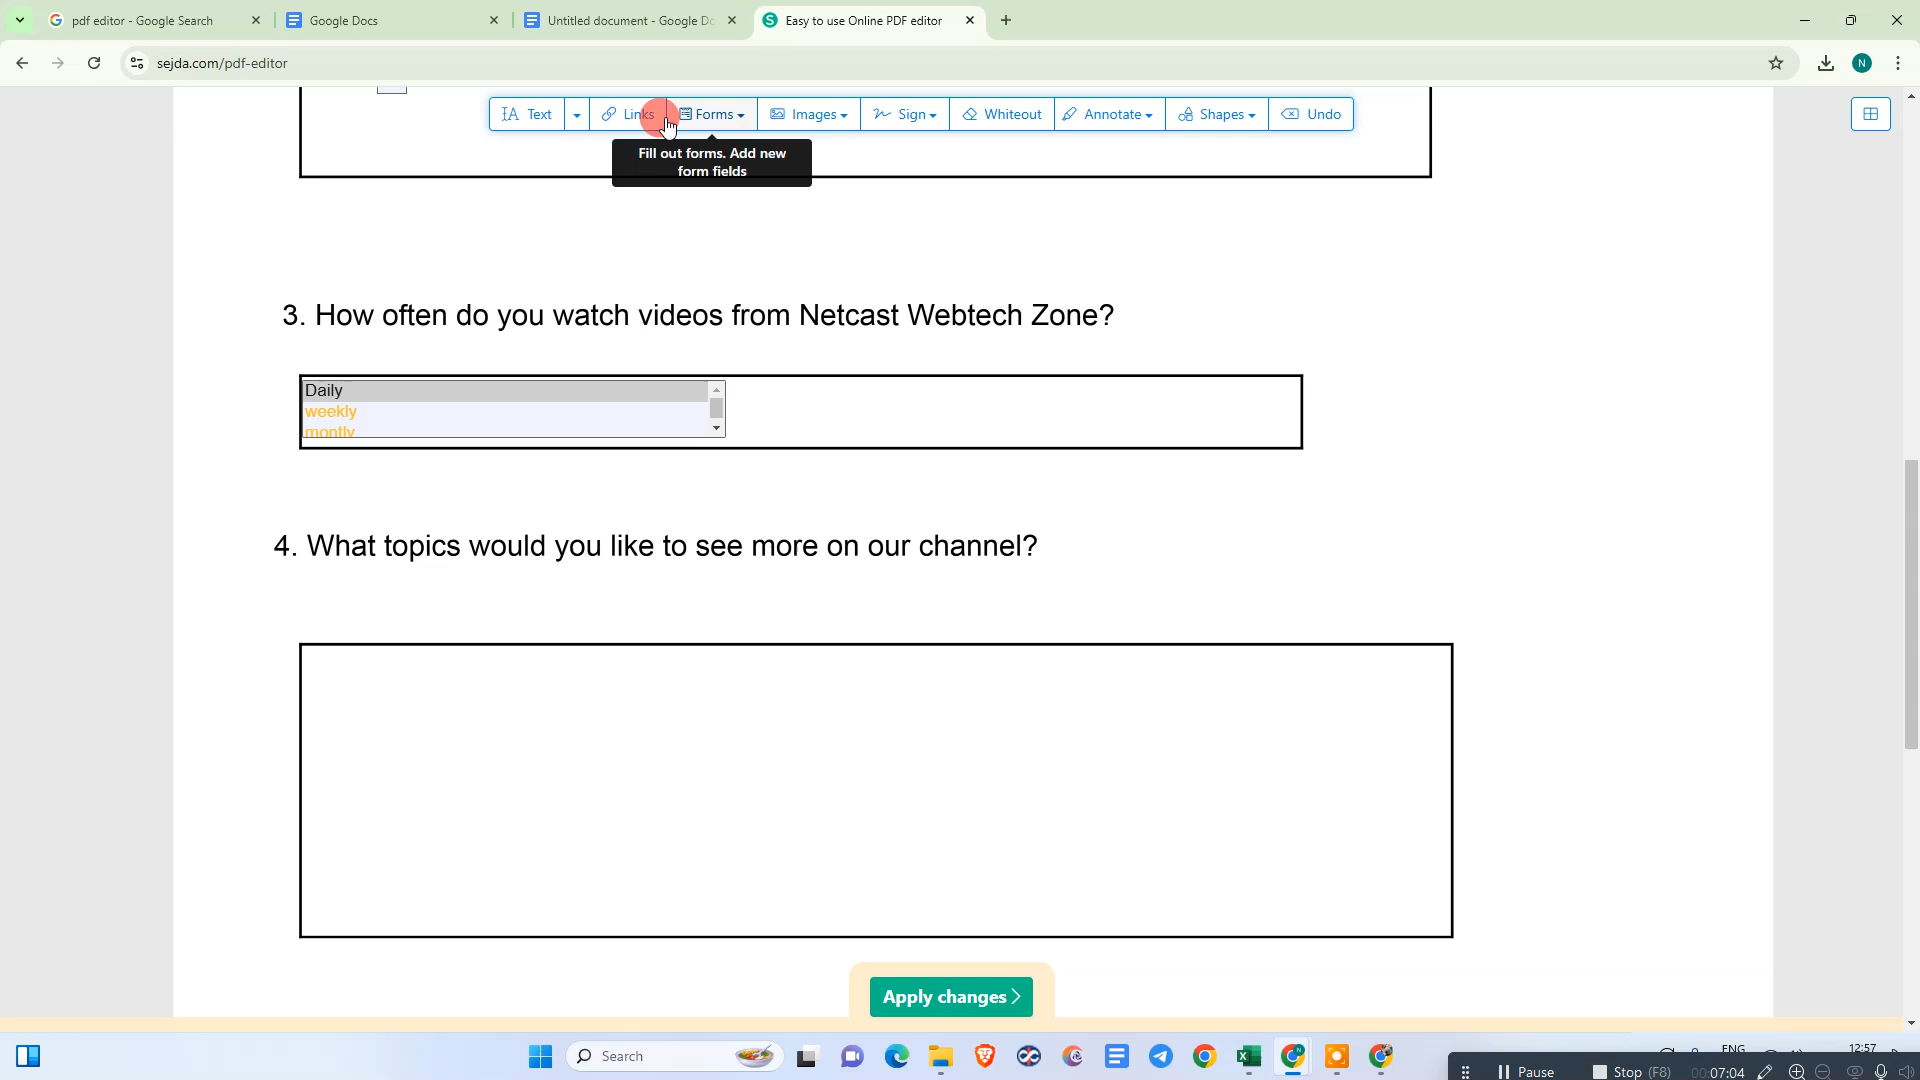 pdf editor - Google Search
Google Docs
Untitled document - Google Do
Easy to use Online PDF editor
sejda.com/pdf-editor
N
Text
Links
Forms
Images
Sign
Whiteout
Annotate
Shapes
Undo
Fill out forms. Add new
form fields
3. How often do you watch videos from Netcast Webtech Zone?
Daily
weekly
montly
4. What topics would you like to see more on our channel?
Apply changes
Search
ENG
12:57
Pause
Stop (F8)
00:07:04